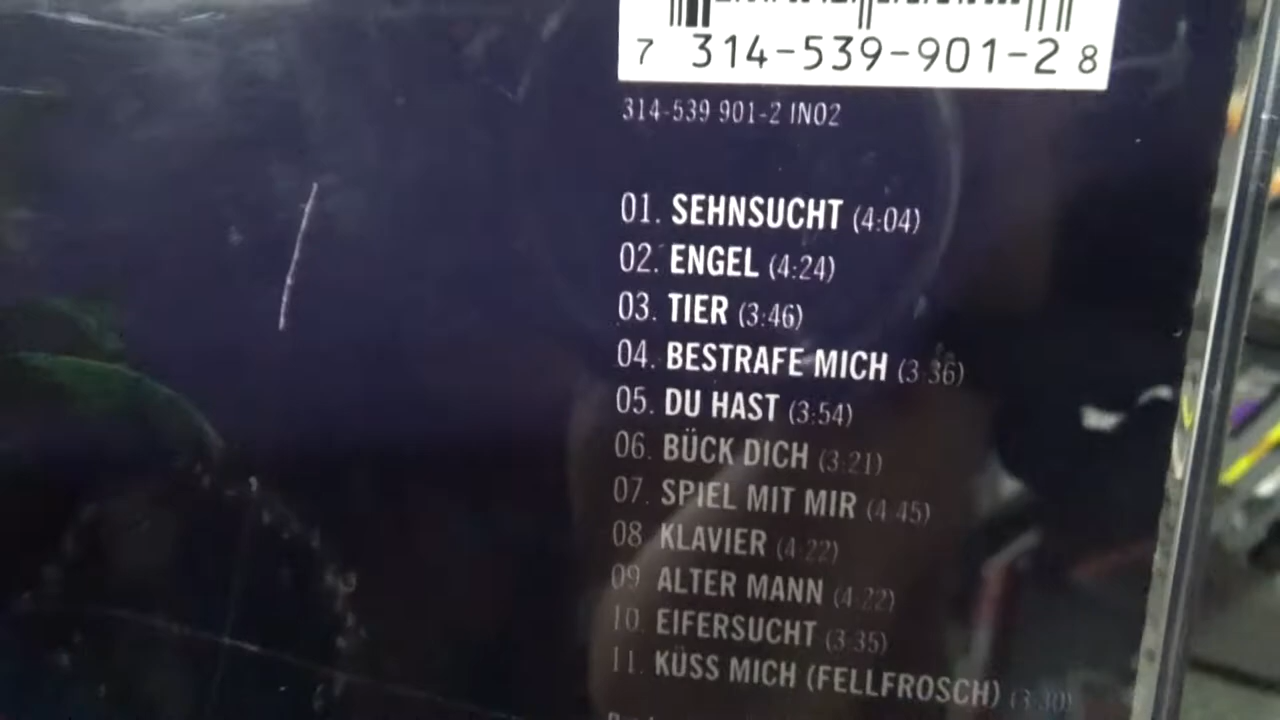 7 314-539-901-2 8
314-539 901-2 IN02
01. SEHNSUCHT (4:04)
02. ENGEL (4:24)
03. TIER (3:46)
04. BESTRAFE MICH (3:36)
05. DU HAST (3:54)
06. BÜCK DICH (3:21)
07. SPIEL MIT MIR (4:45)
08 KLAVIER (4:22)
09 ALTER MANN (4:22)
10. EIFERSUCHT (3:35)
11. KÜSS MICH (FELLFROSCH) (3:30)